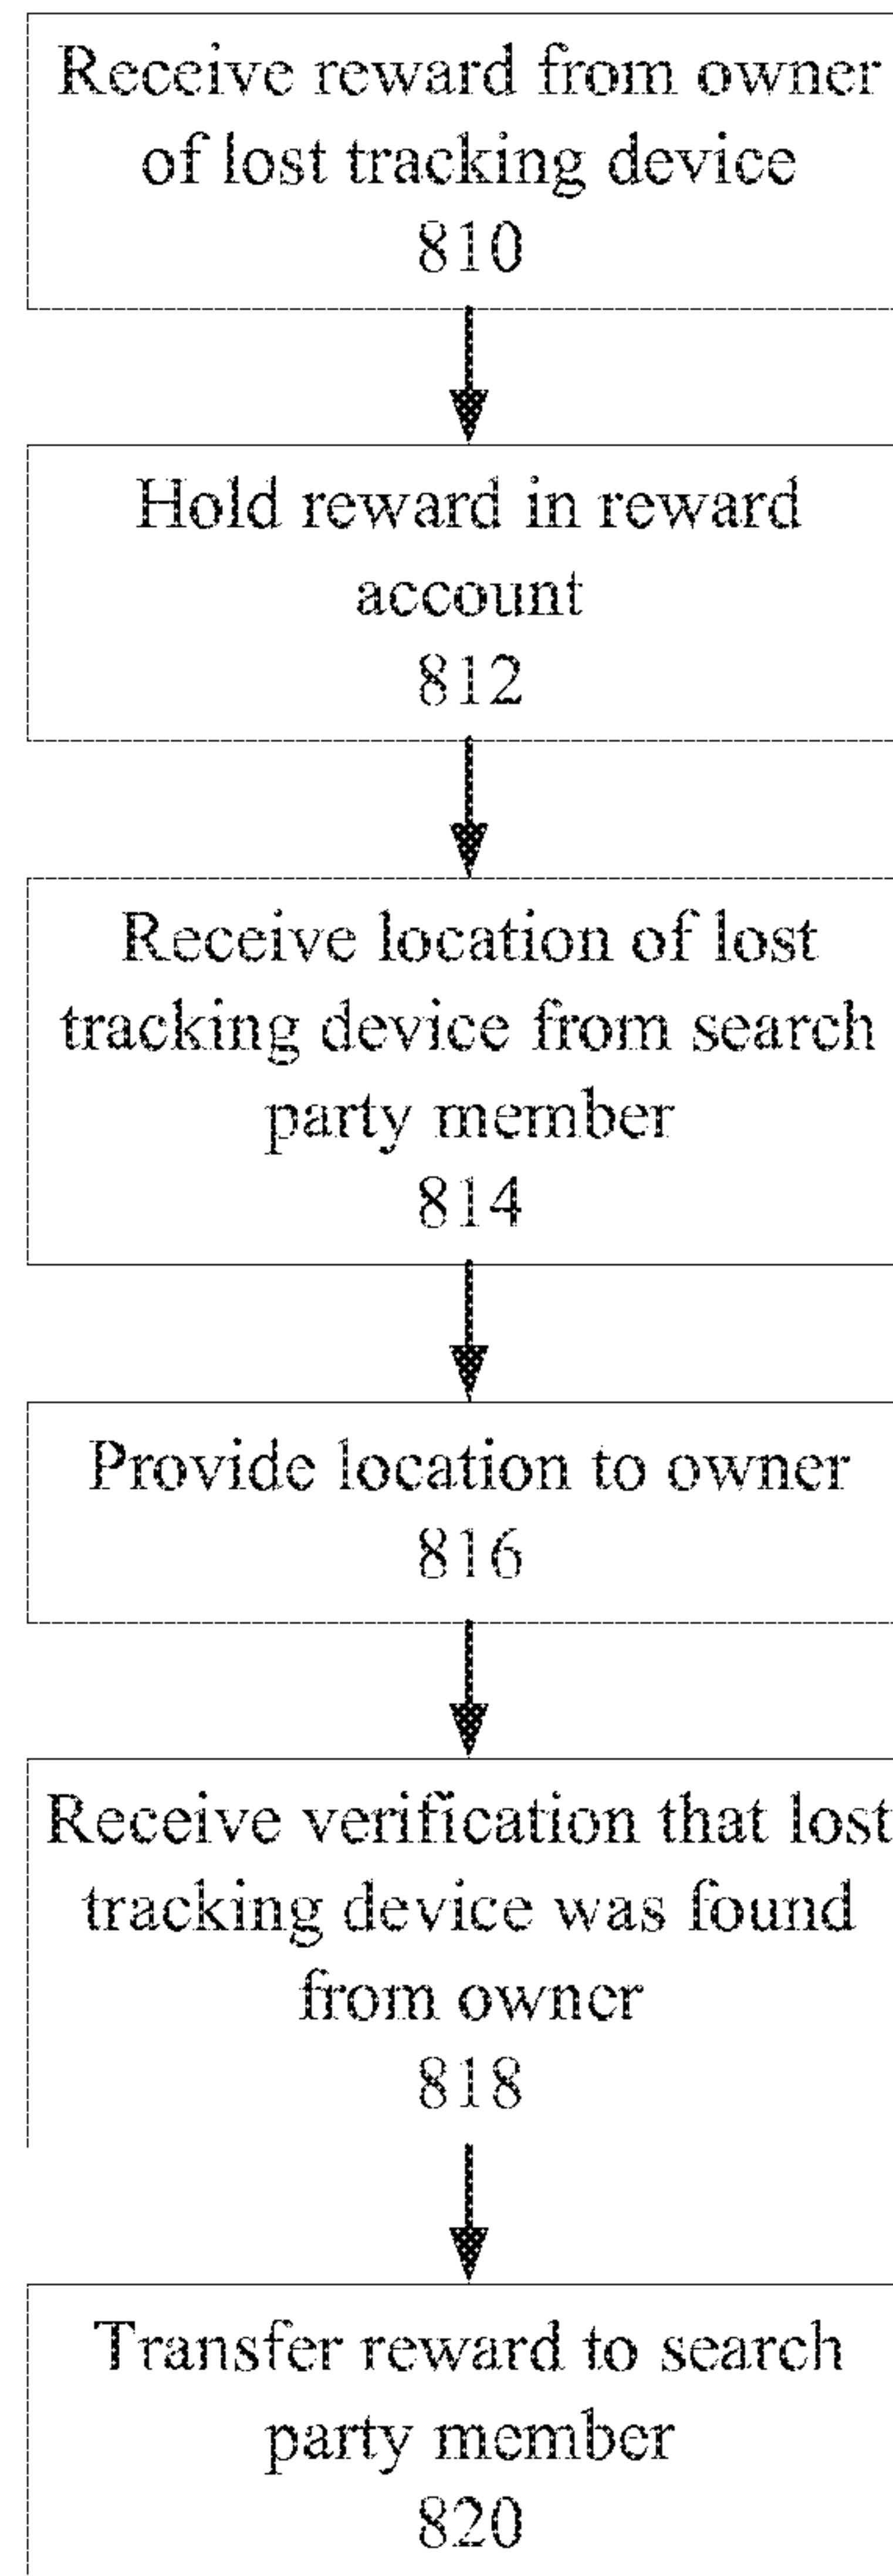 Receive reward from owner
of lost tracking device
810
Hold reward in reward
account
812
Receive location of lost
tracking device from search
party member
814
Provide location to owner
816
Receive verification that lost
tracking device was found
from owner
818
Transfer reward to search
party member
820